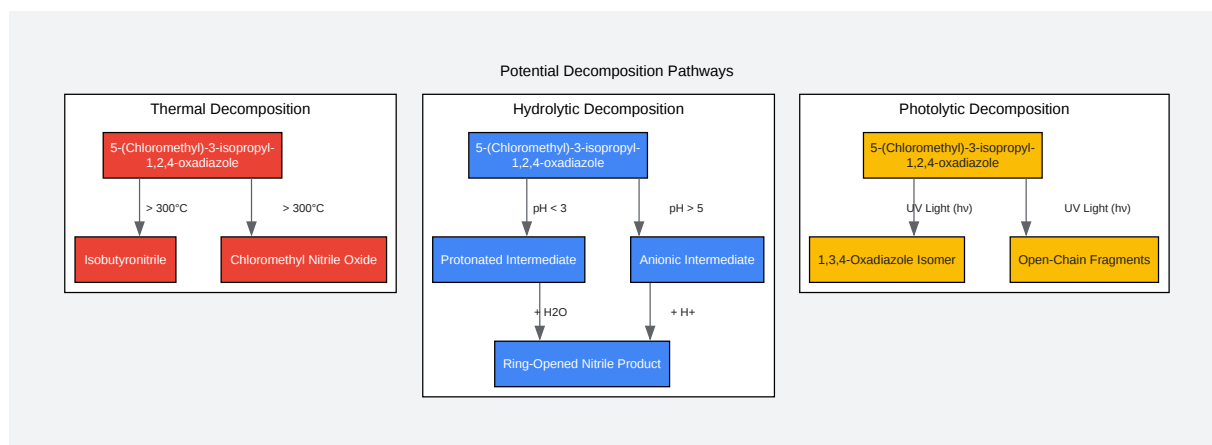 Potential Decomposition Pathways
Thermal Decomposition
5-(Chloromethyl)-3-isopropyl-
1,2,4-oxadiazole
> 300°C
> 300°C
Isobutyronitrile
Chloromethyl Nitrile Oxide
Hydrolytic Decomposition
5-(Chloromethyl)-3-isopropyl-
1,2,4-oxadiazole
pH < 3
pH > 5
Protonated Intermediate
Anionic Intermediate
+ H2O
+ H+
Ring-Opened Nitrile Product
Photolytic Decomposition
5-(Chloromethyl)-3-isopropyl-
1,2,4-oxadiazole
UV Light (hν)
UV Light (hν)
1,3,4-Oxadiazole Isomer
Open-Chain Fragments